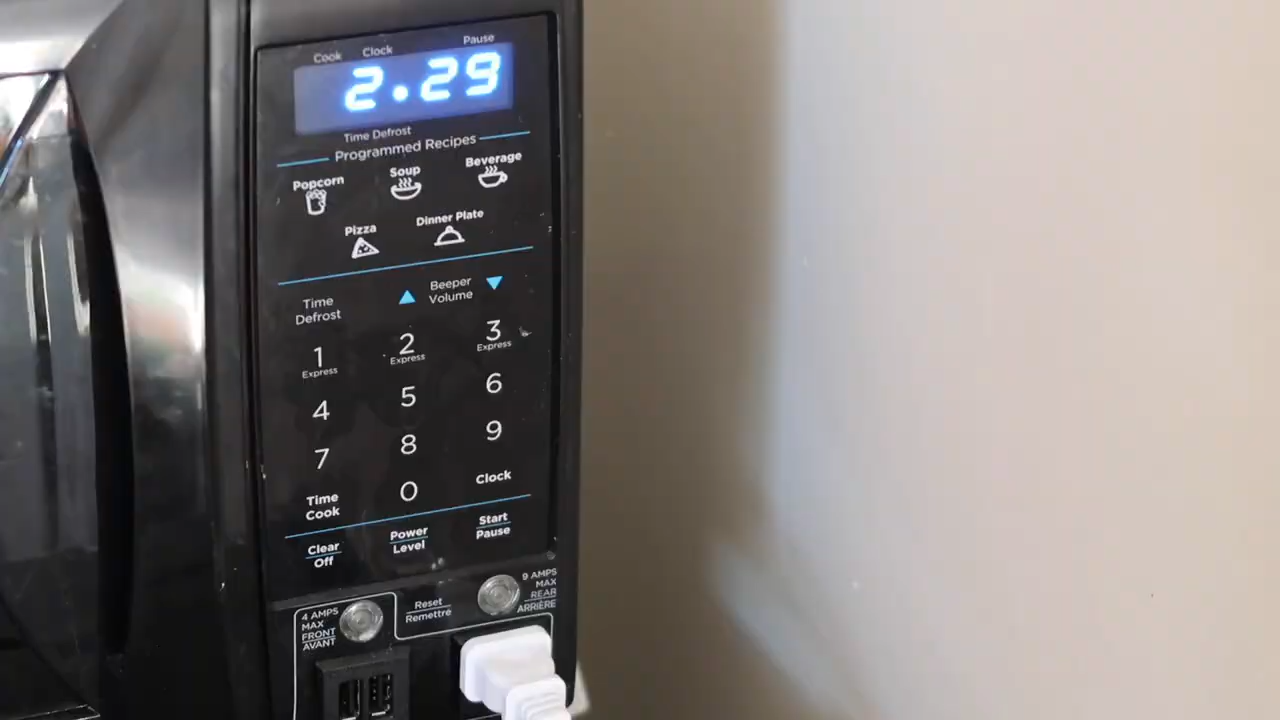 Cook Clock Pause
2.29
Time Defrost
Programmed Recipes
Popcorn Soup Beverage
Pizza Dinner Plate
Time Defrost
Beeper Volume
1 Express
2 Express
3 Express
4 5 6
7 8 9
Time Cook
0
Clock
Clear Off
Power Level
Start Pause
4 AMPS
MAX
FRONT
AVANT
Reset
Remettre
9 AMPS
MAX
REAR
ARRIÈRE